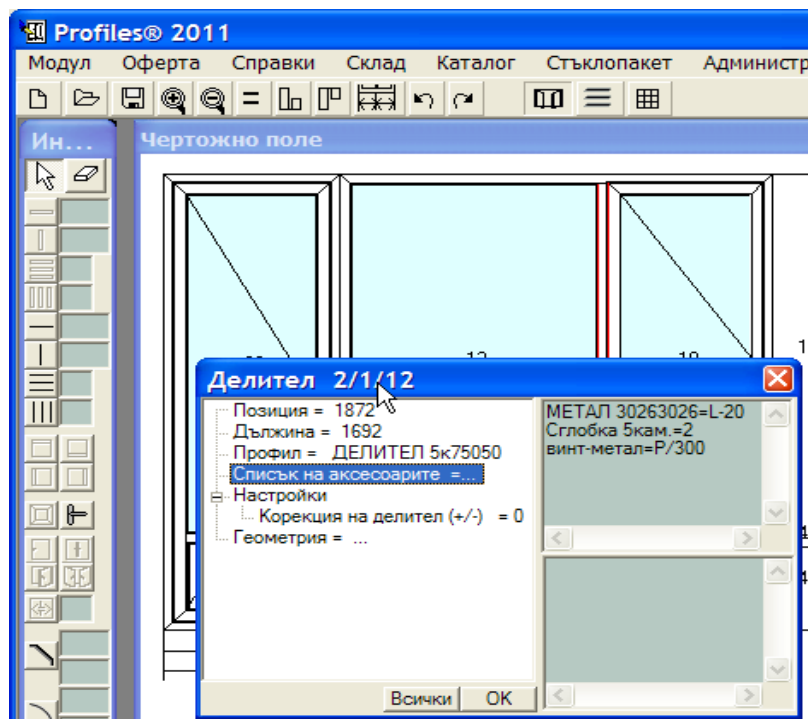 Profiles® 2011
Модул Оферта Справки Склад Каталог Стъклопакет Администр
Ин...
Чертожно поле
12
Делител 2/1/12
Позиция = 1872
Дължина = 1692
Профил = ДЕЛИТЕЛ 5к75050
Списък на аксесоарите =...
Настройки
Корекция на делител (+/-) = 0
Геометрия = ...
МЕТАЛ 30263026=L-20
Сглобка 5кам.=2
винт-метал=P/300
Всички OK